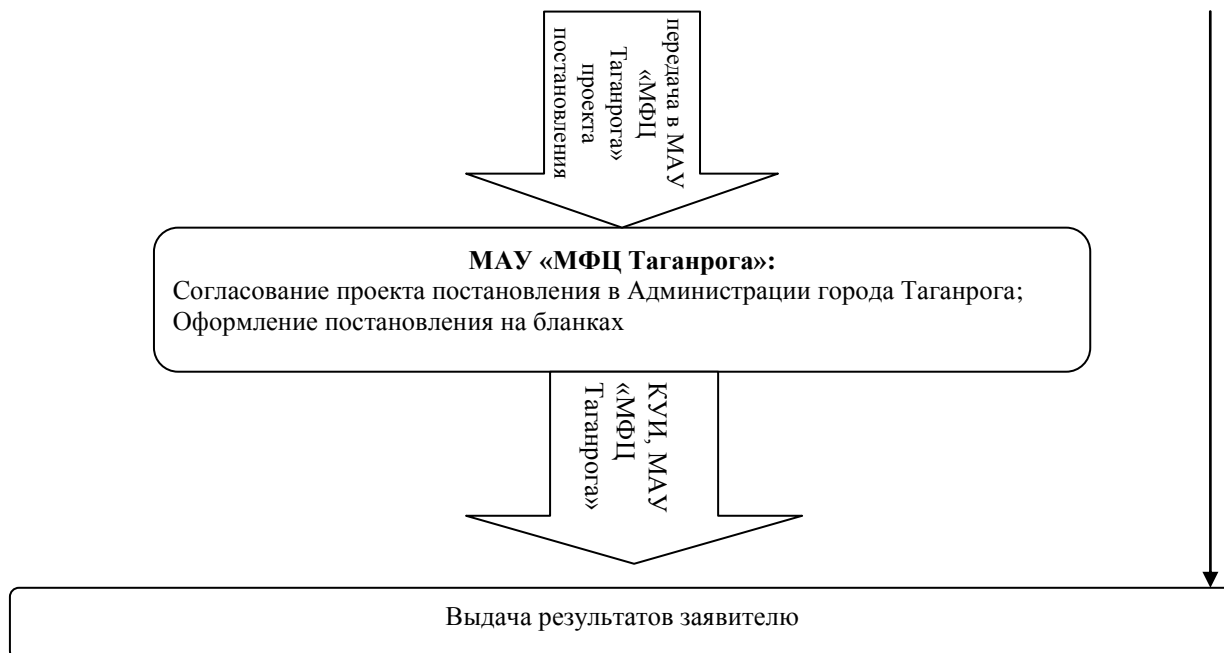 передача в МАУ
«МФЦ
Таганрога»
проекта
постановления
МАУ «МФЦ Таганрога»:
Согласование проекта постановления в Администрации города Таганрога;
Оформление постановления на бланках
КУИ, МАУ
«МФЦ
Таганрога»
Выдача результатов заявителю